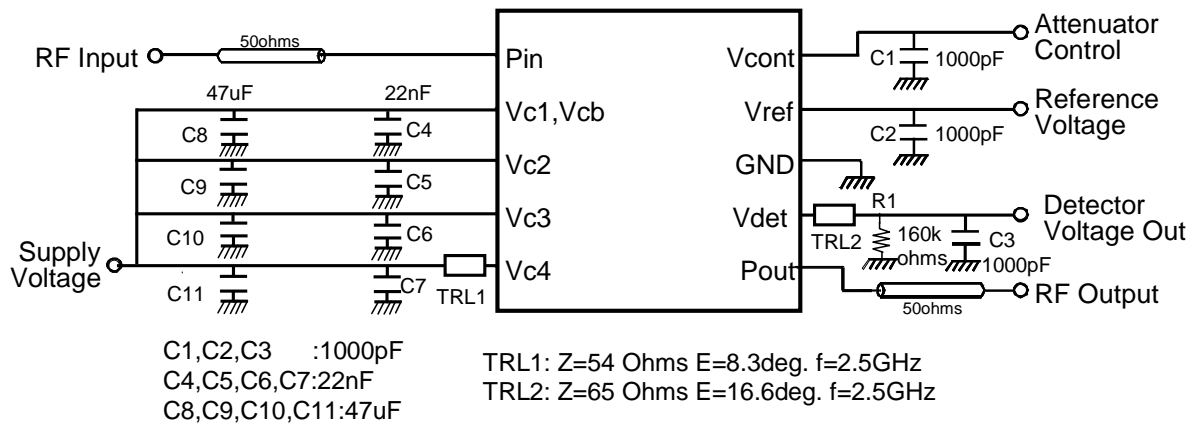 RF Input
50ohms
Pin
Vcont
C1
1000pF
Attenuator
Control
47uF
22nF
C8
C4
Vc1,Vcb
Vref
C2
1000pF
Reference
Voltage
C9
C5
Vc2
GND
C10
C6
Vc3
Vdet
TRL2
R1
160k
ohms
C3
1000pF
Detector
Voltage Out
Supply
Voltage
C11
C7
TRL1
Vc4
Pout
50ohms
RF Output
C1,C2,C3 :1000pF
C4,C5,C6,C7:22nF
C8,C9,C10,C11:47uF
TRL1: Z=54 Ohms E=8.3deg. f=2.5GHz
TRL2: Z=65 Ohms E=16.6deg. f=2.5GHz